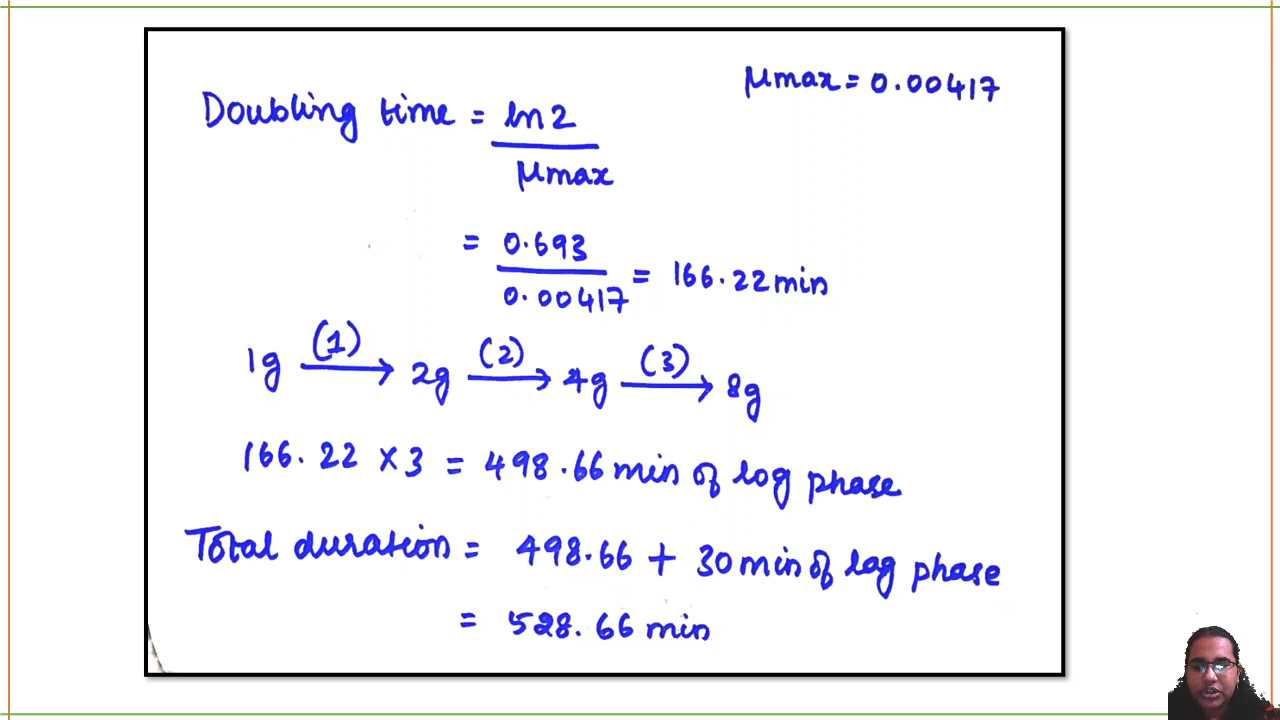 μmax = 0.00417
Doubling time = ln 2
μmax
= 0.693
0.00417 = 166.22 min
1g (1) → 2g (2) → 4g (3) → 8g
166.22 × 3 = 498.66 min of log phase
Total duration = 498.66 + 30 min of lag phase
= 528.66 min